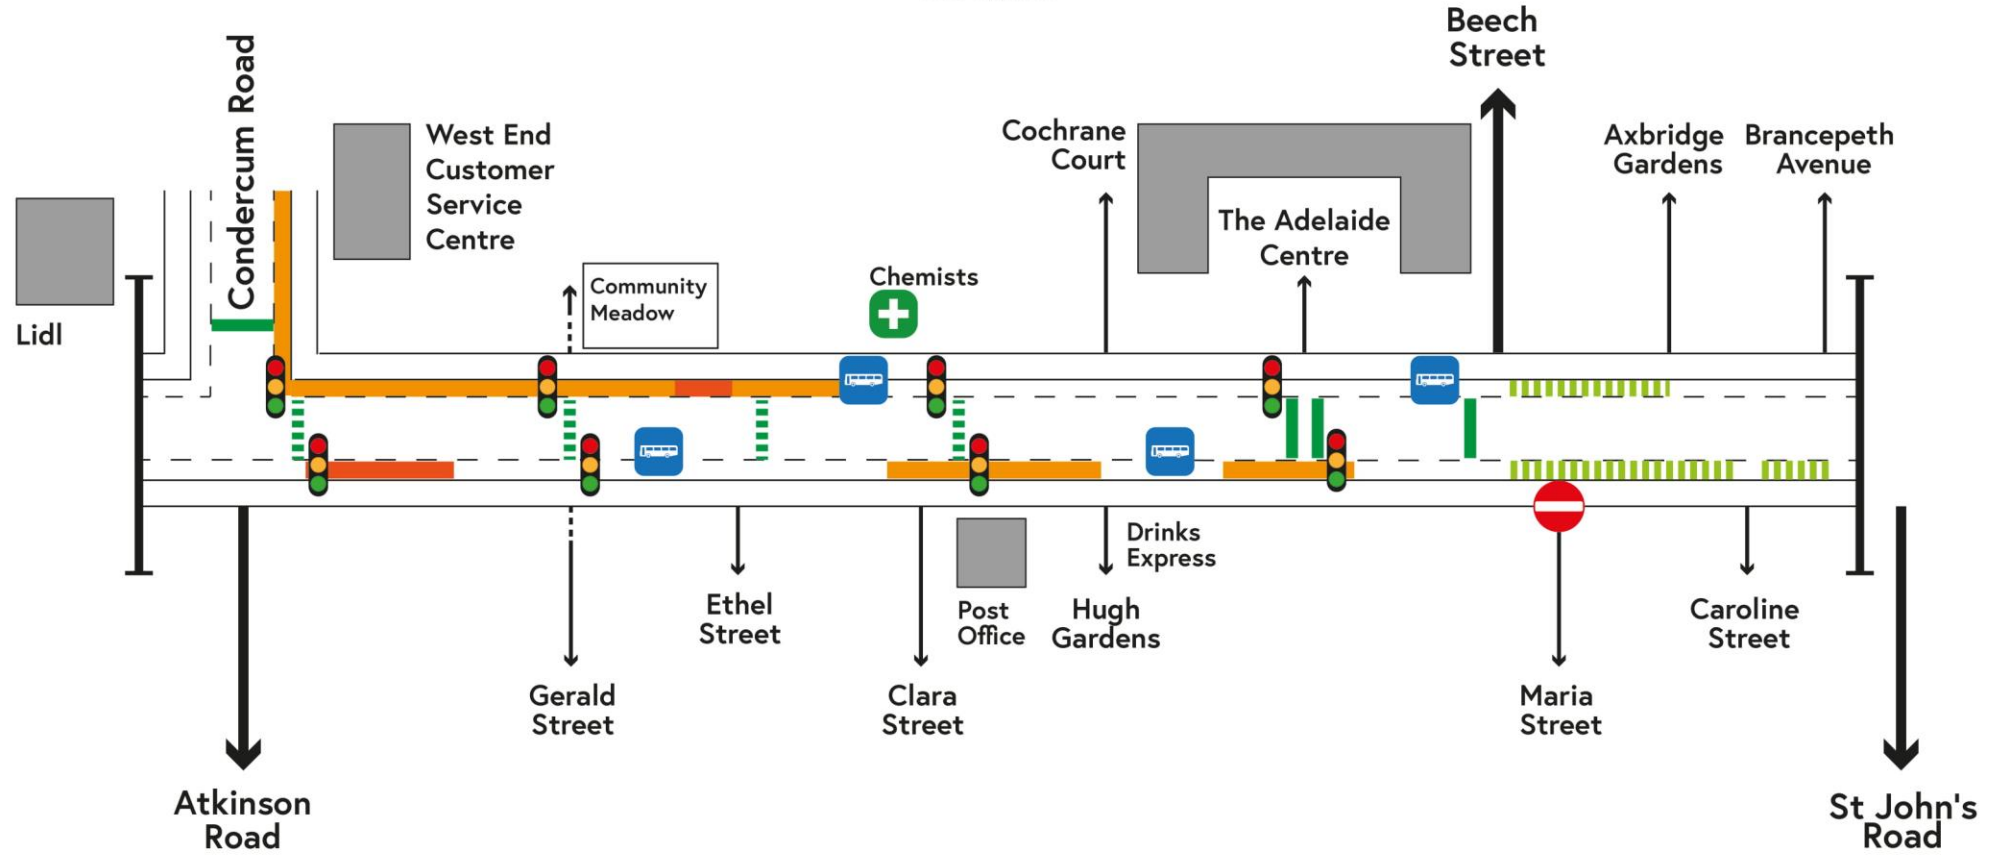 Beech
Street
Condercum Road
West End
Customer
Service
Centre
Cochrane
Court
The Adelaide
Centre
Axbridge
Gardens
Brancepeth
Avenue
Lidl
Community
Meadow
Chemists
Drinks
Express
Post
Office
Hugh
Gardens
Ethel
Street
Caroline
Street
Gerald
Street
Clara
Street
Maria
Street
Atkinson
Road
St John's
Road